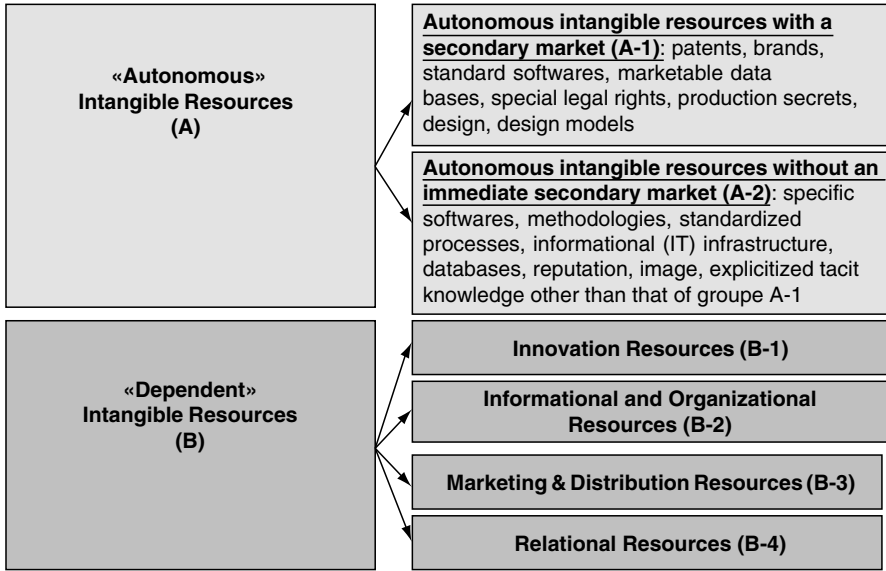 «Autonomous»
Intangible Resources
(A)
Autonomous intangible resources with a
secondary market (A-1): patents, brands,
standard softwares, marketable data
bases, special legal rights, production secrets,
design, design models
Autonomous intangible resources without an
immediate secondary market (A-2): specific
softwares, methodologies, standardized
processes, informational (IT) infrastructure,
databases, reputation, image, explicitized tacit
knowledge other than that of groupe A-1
«Dependent»
Intangible Resources
(B)
Innovation Resources (B-1)
Informational and Organizational
Resources (B-2)
Marketing & Distribution Resources (B-3)
Relational Resources (B-4)